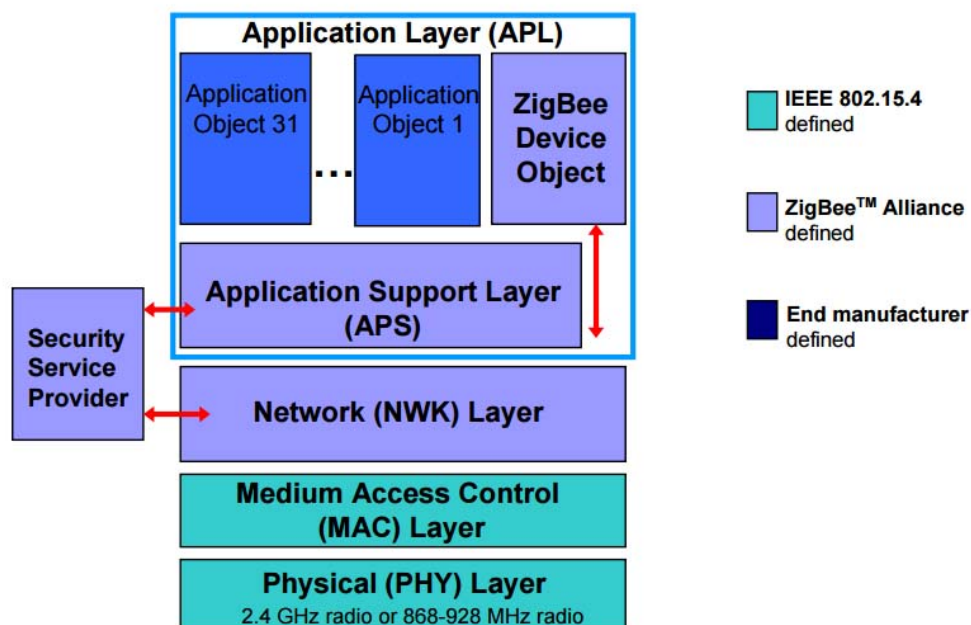 Application Layer (APL)
Application
Object 31
...
Application
Object 1
ZigBee
Device
Object
Application Support Layer
(APS)
Security
Service
Provider
Network (NWK) Layer
Medium Access Control
(MAC) Layer
Physical (PHY) Layer
2.4 GHz radio or 868-928 MHz radio
IEEE 802.15.4
defined
ZigBee™ Alliance
defined
End manufacturer
defined